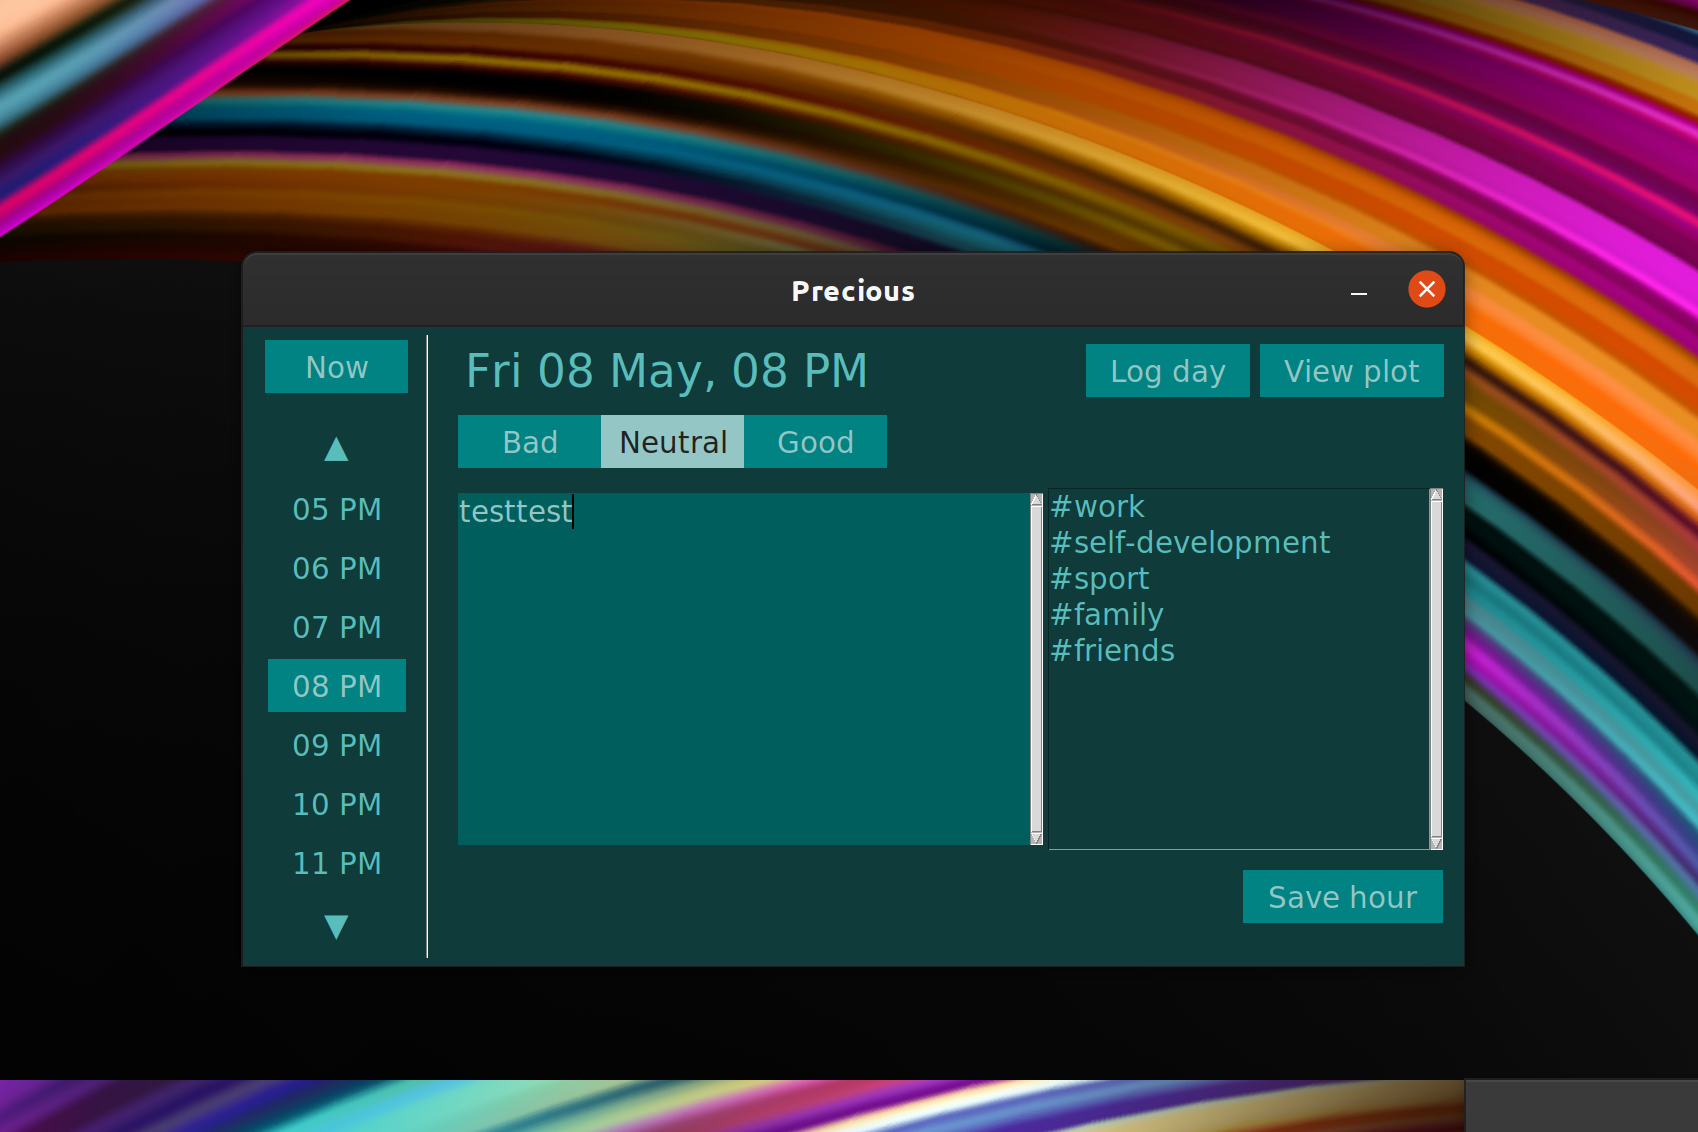 Precious
Now
Fri 08 May, 08 PM
Log day
View plot
Bad
Neutral
Good
▲
05 PM
06 PM
07 PM
08 PM
09 PM
10 PM
11 PM
▼
testtest
#work
#self-development
#sport
#family
#friends
Save hour